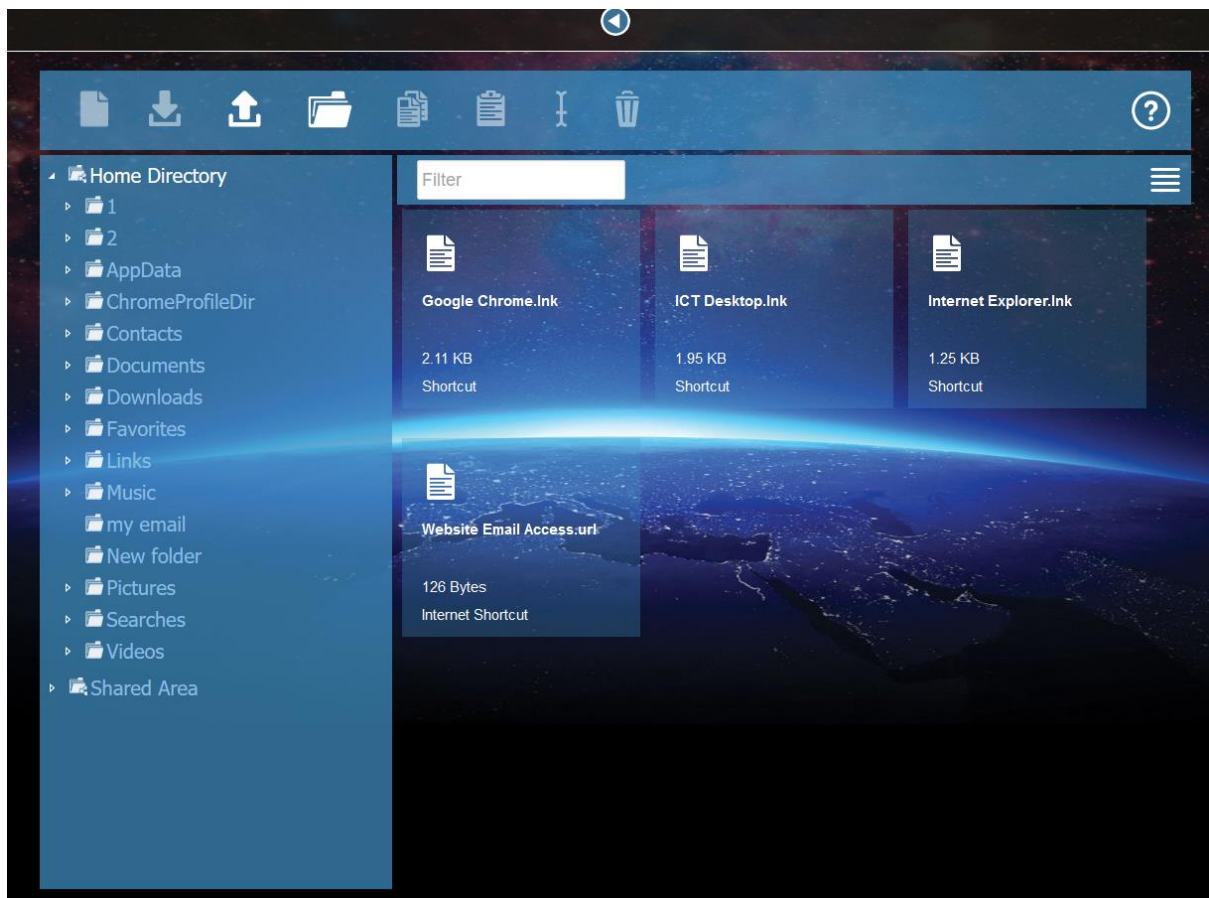 ?
Home Directory
1
2
AppData
ChromeProfileDir
Contacts
Documents
Downloads
Favorites
Links
Music
my email
New folder
Pictures
Searches
Videos
Shared Area
Filter
Google Chrome.lnk
2.11 KB
Shortcut
ICT Desktop.lnk
1.95 KB
Shortcut
Internet Explorer.lnk
1.25 KB
Shortcut
Website Email Access.url
126 Bytes
Internet Shortcut